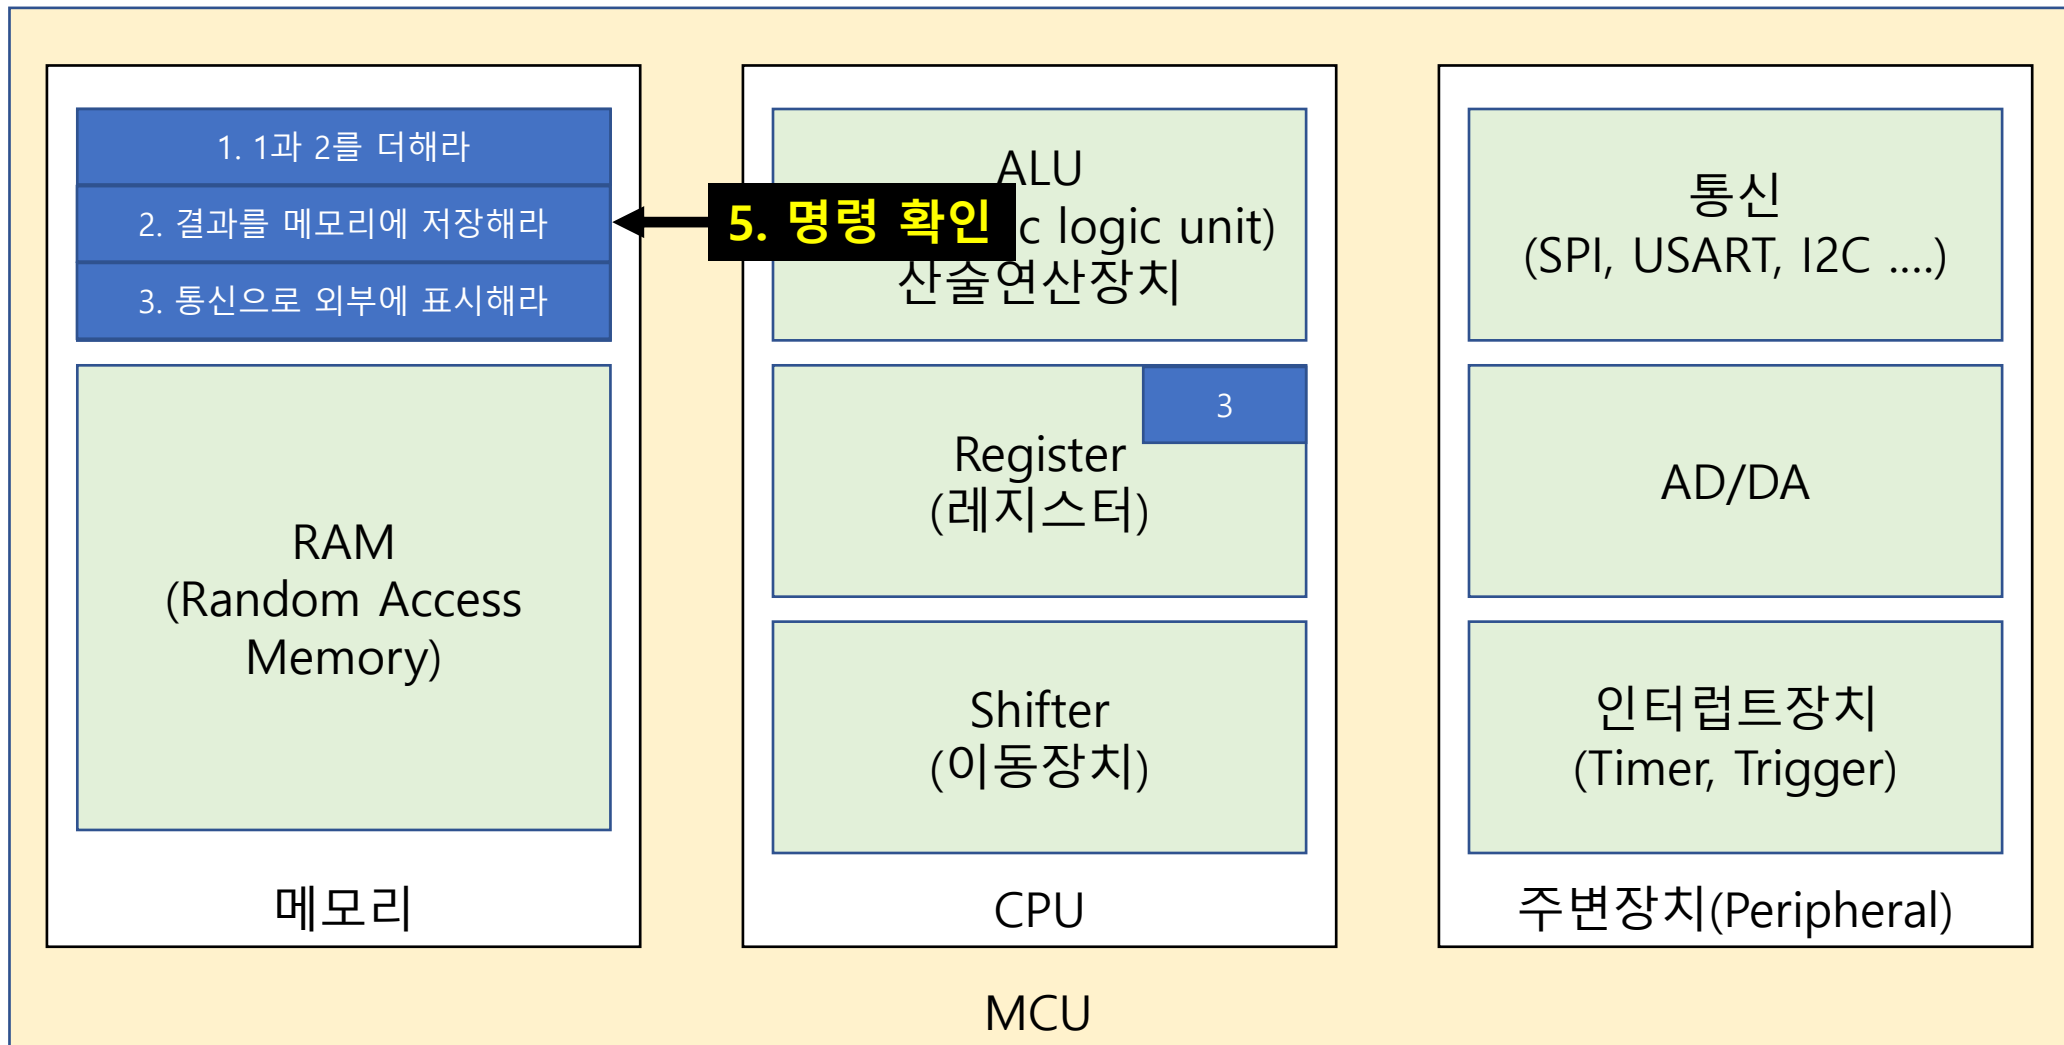 1. 1과 2를 더해라
2. 결과를 메모리에 저장해라
3. 통신으로 외부에 표시해라
RAM
(Random Access
Memory)
메모리
5. 명령 확인
ALU
c logic unit)
산술연산장치
3
Register
(레지스터)
Shifter
(이동장치)
CPU
통신
(SPI, USART, I2C ....)
AD/DA
인터럽트장치
(Timer, Trigger)
주변장치(Peripheral)
MCU